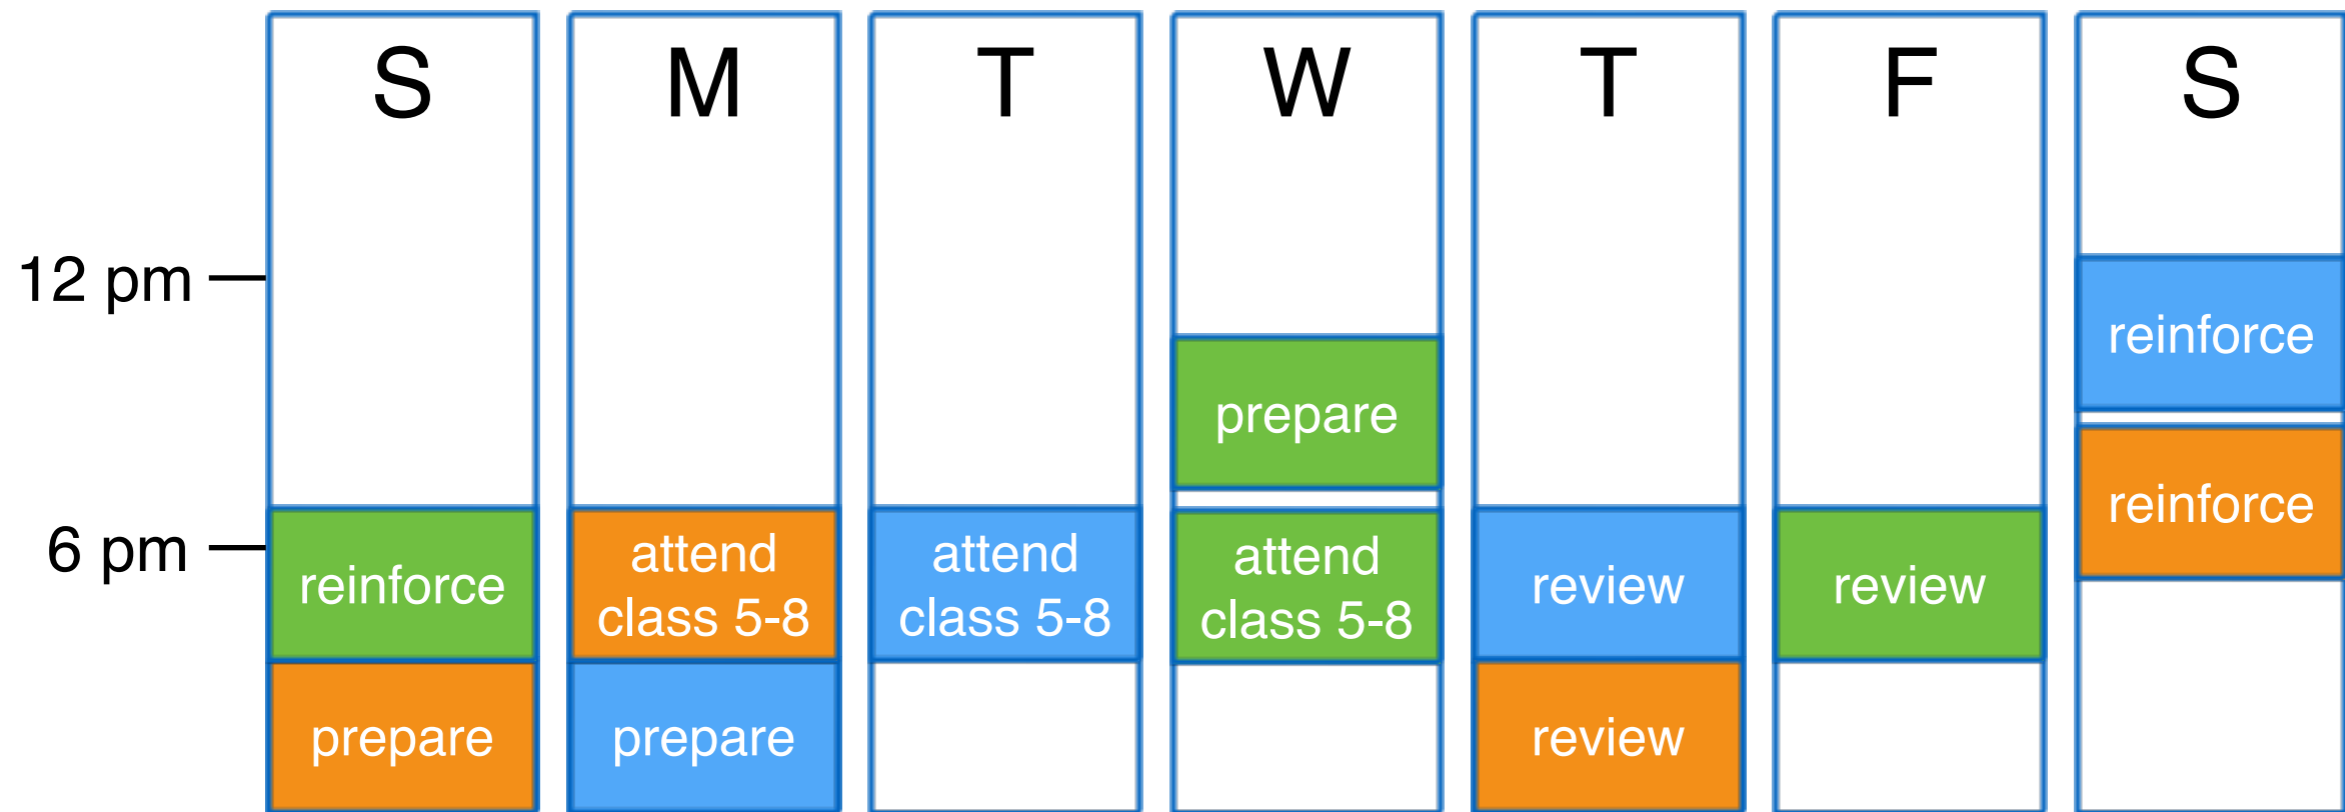 S M T W T F S
12 pm
reinforce
prepare
6 pm
reinforce
attend
class 5-8
attend
class 5-8
attend
class 5-8
review
review
reinforce
prepare
prepare
review